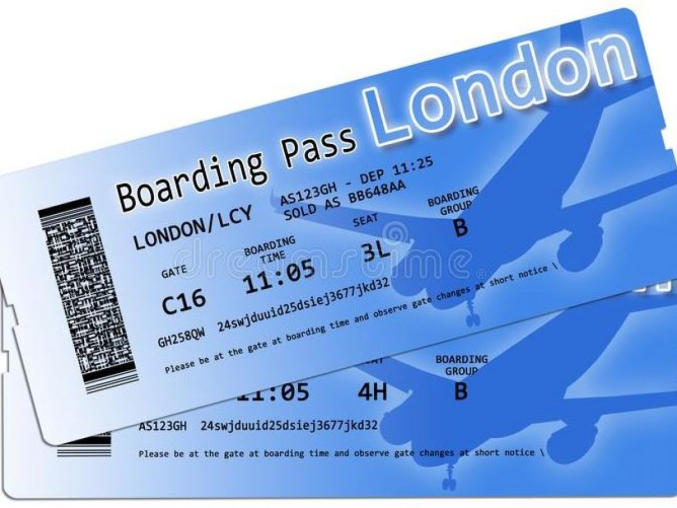 London
Boarding Pass
LONDON/LCY
AS123GH - DEP 11:25
SOLD AS BB648AA
GATE
C16
BOARDING
TIME
11:05
SEAT
3L
BOARDING
GROUP
B
GH258QW 24swjduuid25dsiej3677jkd32
Please be at the gate at boarding time and observe gate changes at short notice \
dreamstime
:05
4H
BOARDING
GROUP
B
AS123GH 24swjduuid25dsiej3677jkd32
Please be at the gate at boarding time and observe gate changes at short notice \